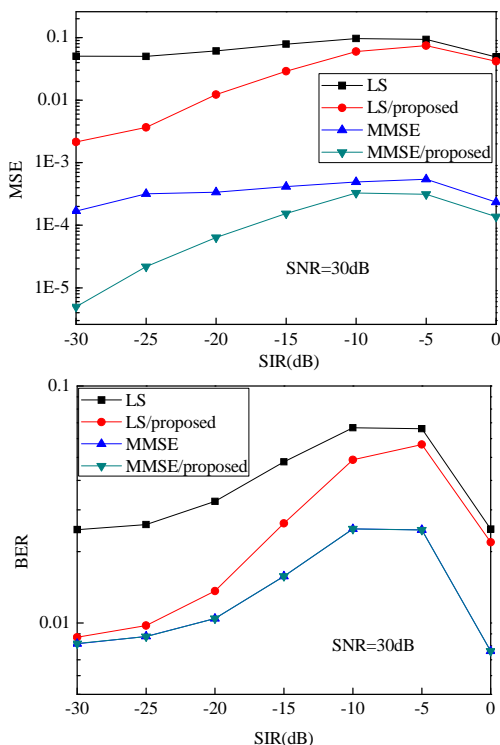 0.1
0.01
1E-3
1E-4
1E-5
MSE
LS
LS/proposed
MMSE
MMSE/proposed
SNR=30dB
-30 -25 -20 -15 -10 -5 0
SIR(dB)
0.1
0.01
BER
LS
LS/proposed
MMSE
MMSE/proposed
SNR=30dB
-30 -25 -20 -15 -10 -5 0
SIR(dB)